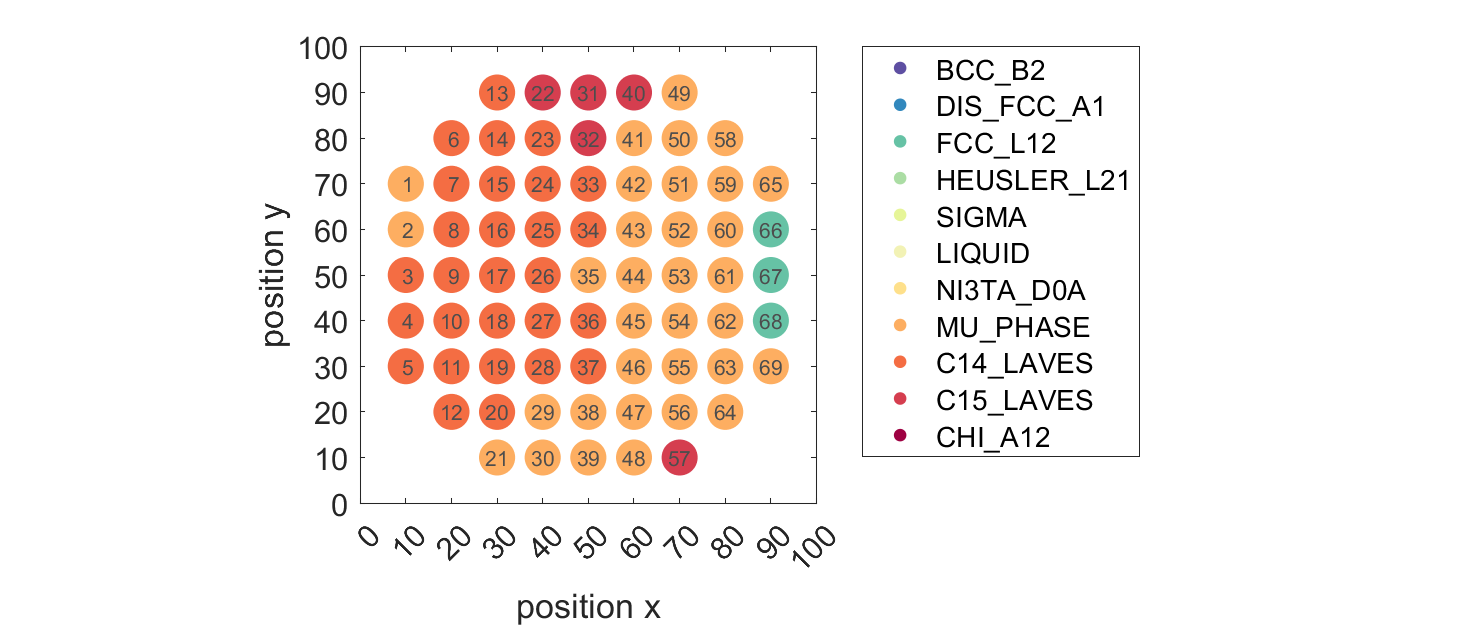 100
90
80
70
60
50
40
30
20
10
0
13 22 31 40 49
6 14 23 32 41 50 58
1 7 15 24 33 42 51 59 65
2 8 16 25 34 43 52 60 66
3 9 17 26 35 44 53 61 67
4 10 18 27 36 45 54 62 68
5 11 19 28 37 46 55 63 69
12 20 29 38 47 56 64
21 30 39 48 57
0 10 20 30 40 50 60 70 80 90 100
position x
position y
BCC_B2
DIS_FCC_A1
FCC_L12
HEUSLER_L21
SIGMA
LIQUID
NI3TA_D0A
MU_PHASE
C14_LAVES
C15_LAVES
CHI_A12